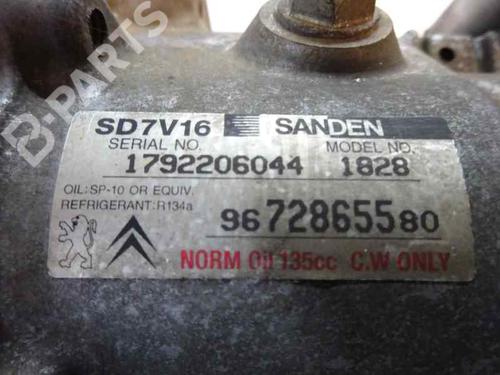 B-PARTS
SD7V16 SANDEN
SERIAL NO. MODEL NO.
1792206044 1828
OIL:SP-10 OR EQUIV.
REFRIGERANT:R134a
9672865580
NORM Oil 135cc C.W ONLY